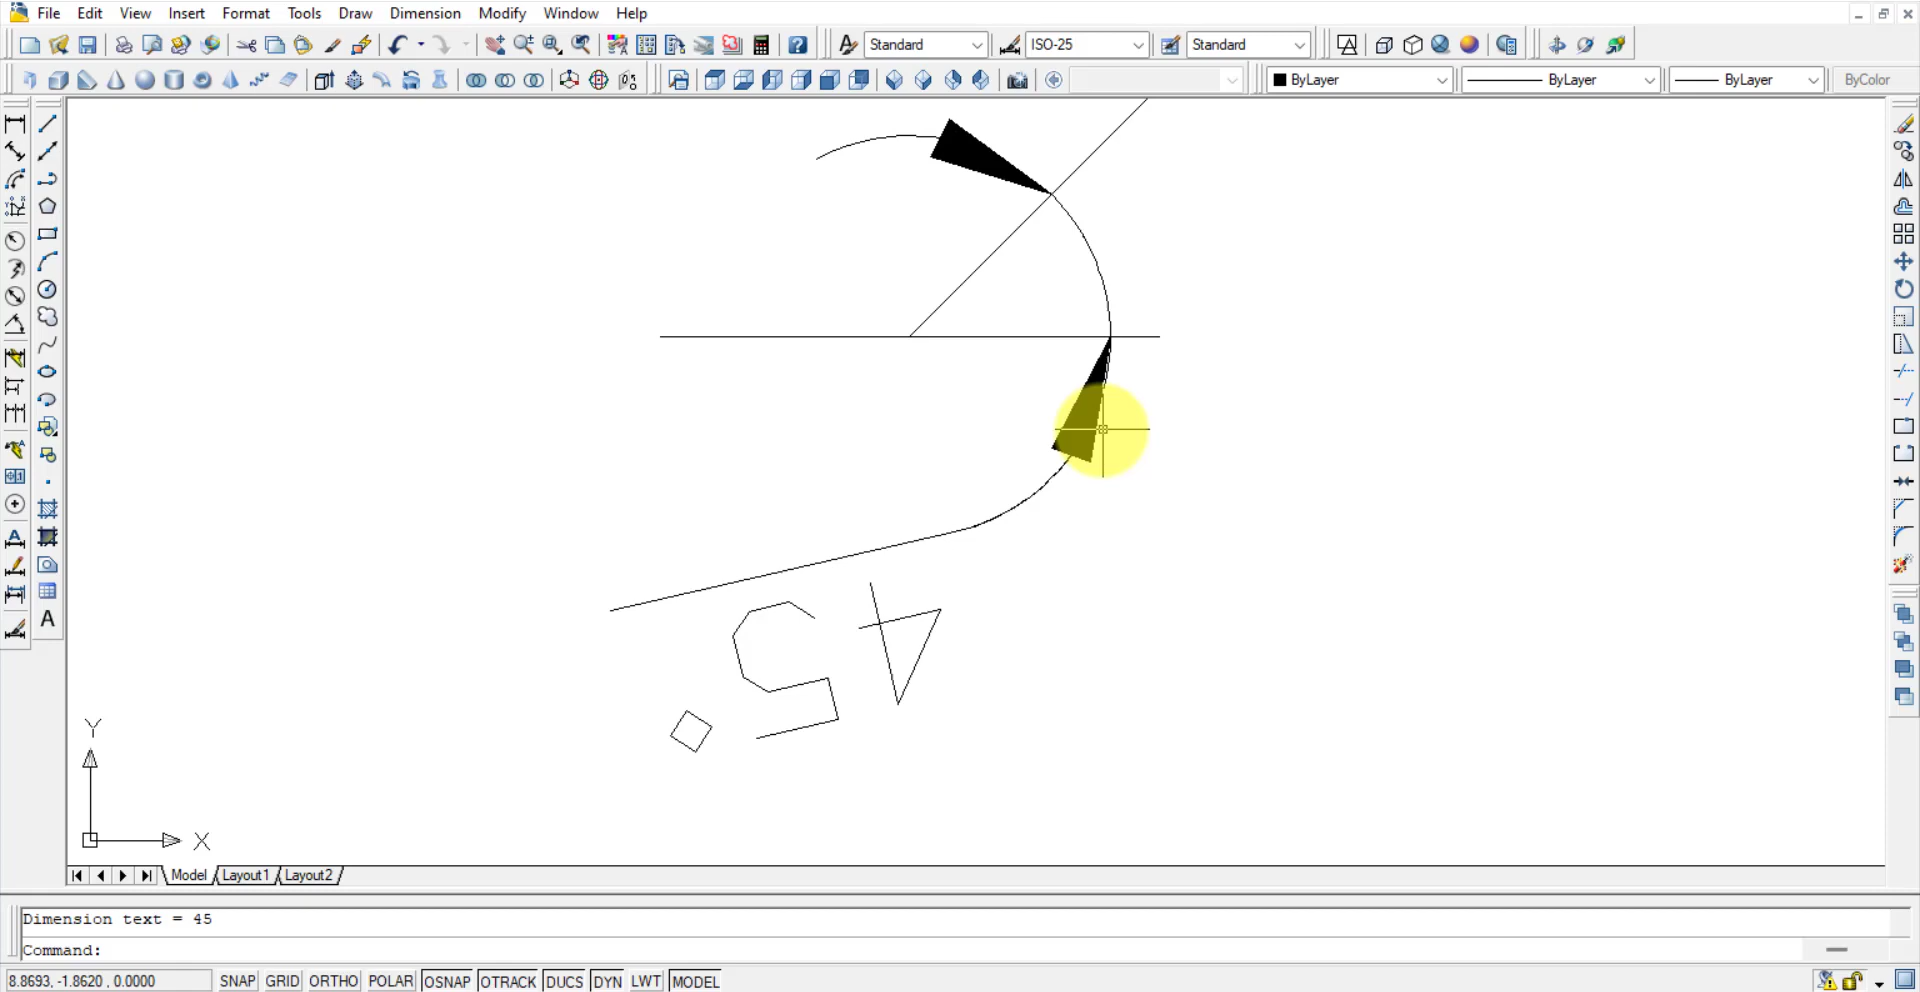 File Edit View Insert Format Tools Draw Dimension Modify Window Help
Standard ISO-25 Standard
ByLayer ByLayer ByLayer ByColor
45°
Y
X
Model Layout1 Layout2
Dimension text = 45
Command:
8.8693, -1.8620 , 0.0000 SNAP GRID ORTHO POLAR OSNAP OTRACK DUCS DYN LWT MODEL